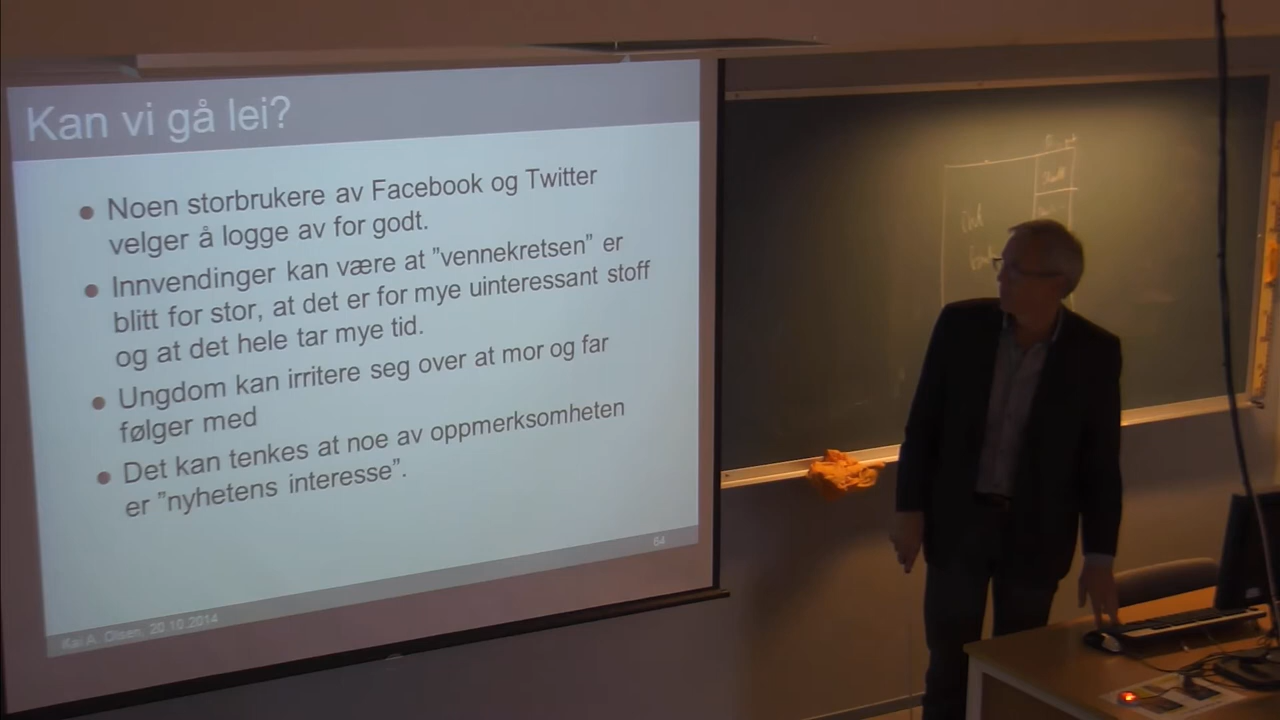 Kan vi gå lei?
● Noen storbrukere av Facebook og Twitter
velger å logge av for godt.
● Innvendinger kan være at ”vennekretsen” er
blitt for stor, at det er for mye uinteressant stoff
og at det hele tar mye tid.
● Ungdom kan irritere seg over at mor og far
følger med
● Det kan tenkes at noe av oppmerksomheten
er ”nyhetens interesse”.
64
Kai A. Olsen, 20.10.2014